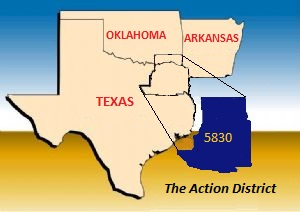 OKLAHOMA
ARKANSAS
TEXAS
5830
The Action District